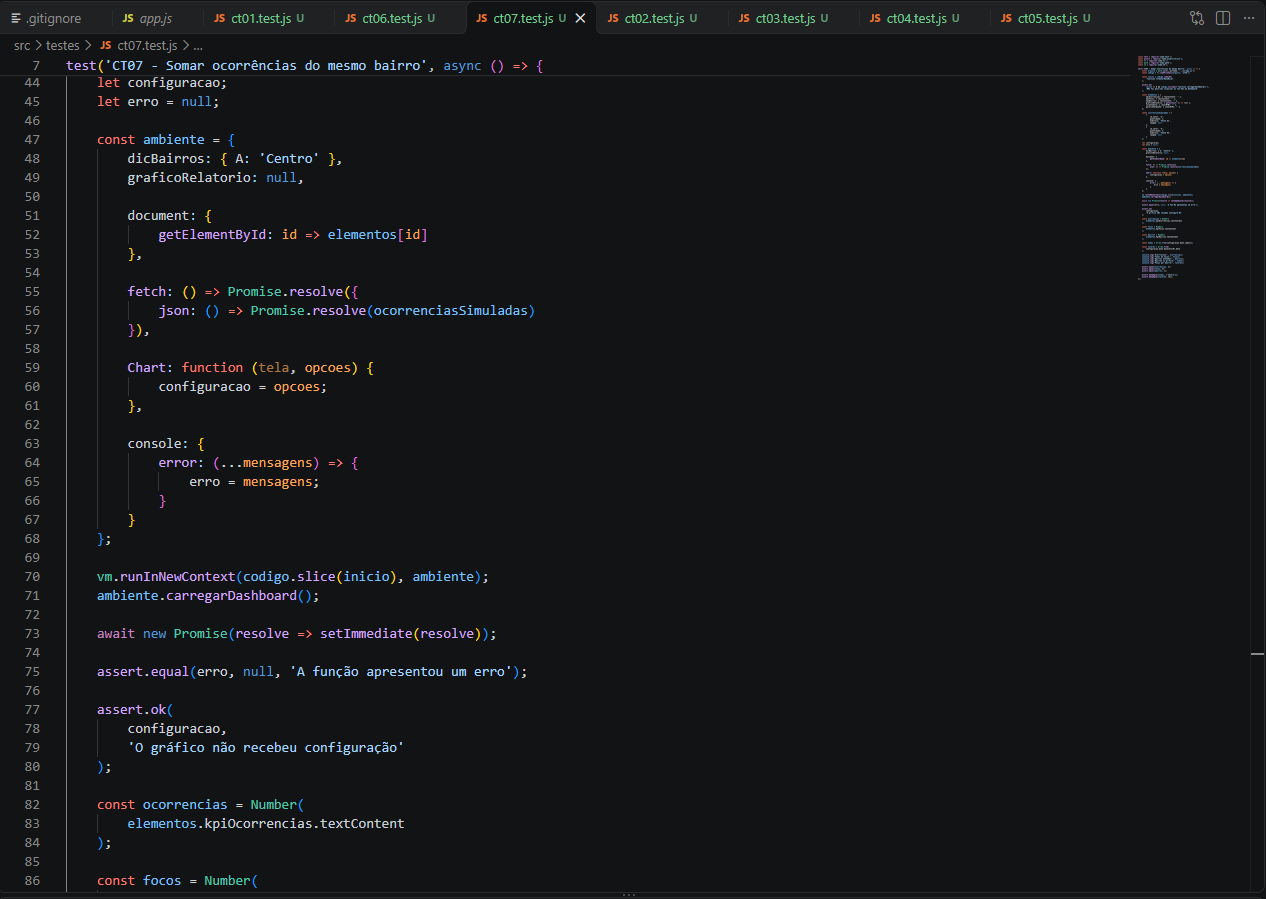 .gitignore JS app.js JS ct01.test.js U JS ct06.test.js U JS ct07.test.js U JS ct02.test.js U JS ct03.test.js U JS ct04.test.js U JS ct05.test.js U
src > testes > JS ct07.test.js > ...
7 test('CT07 - Somar ocorrências do mesmo bairro', async () => {
44 let configuracao;
45 let erro = null;
46
47 const ambiente = {
48 dicBairros: { A: 'Centro' },
49 graficoRelatorio: null,
50
51 document: {
52 getElementById: id => elementos[id]
53 },
54
55 fetch: () => Promise.resolve({
56 json: () => Promise.resolve(ocorrenciasSimuladas)
57 }),
58
59 Chart: function (tela, opcoes) {
60 configuracao = opcoes;
61 },
62
63 console: {
64 error: (...mensagens) => {
65 erro = mensagens;
66 }
67 }
68 };
69
70 vm.runInNewContext(codigo.slice(inicio), ambiente);
71 ambiente.carregarDashboard();
72
73 await new Promise(resolve => setImmediate(resolve));
74
75 assert.equal(erro, null, 'A função apresentou um erro');
76
77 assert.ok(
78 configuracao,
79 'O gráfico não recebeu configuração'
80 );
81
82 const ocorrencias = Number(
83 elementos.kpiOcorrencias.textContent
84 );
85
86 const focos = Number(